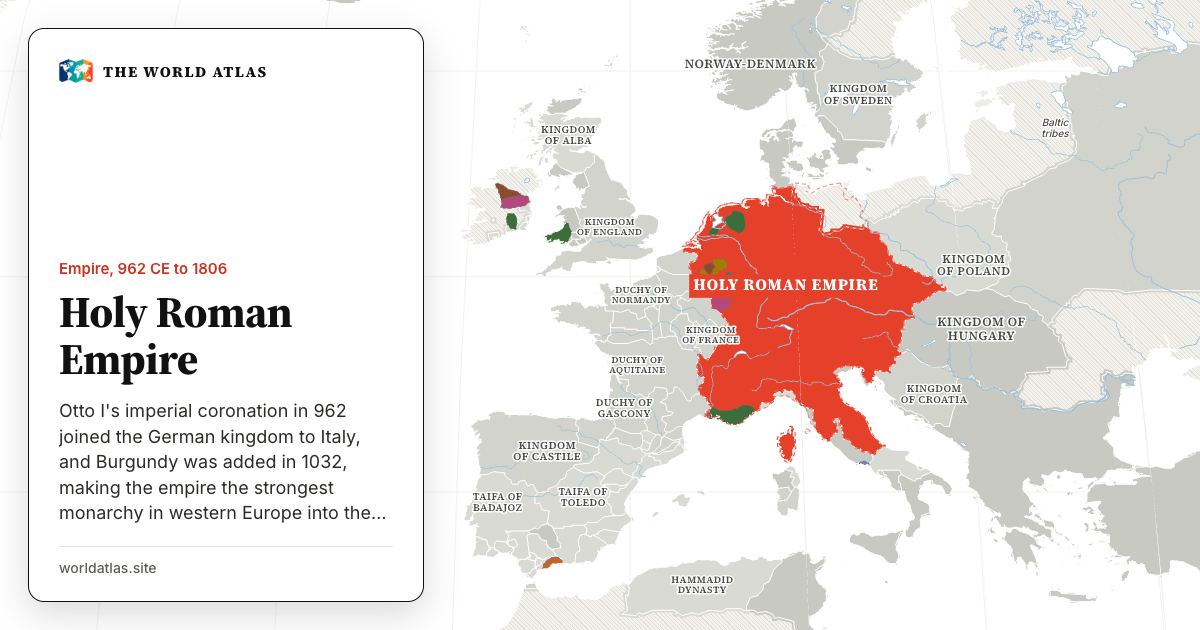 THE WORLD ATLAS
Empire, 962 CE to 1806
Holy Roman
Empire
Otto I's imperial coronation in 962
joined the German kingdom to Italy,
and Burgundy was added in 1032,
making the empire the strongest
monarchy in western Europe into the...
worldatlas.site
NORWAY-DENMARK
KINGDOM
OF SWEDEN
KINGDOM
OF ALBA
Baltic
tribes
KINGDOM
OF ENGLAND
KINGDOM
OF POLAND
HOLY ROMAN EMPIRE
DUCHY OF
NORMANDY
KINGDOM OF
HUNGARY
KINGDOM
OF FRANCE
DUCHY OF
AQUITAINE
KINGDOM
OF CROATIA
DUCHY OF
GASCONY
KINGDOM
OF CASTILE
TAIFA OF
BADAJOZ
TAIFA OF
TOLEDO
HAMMADID
DYNASTY